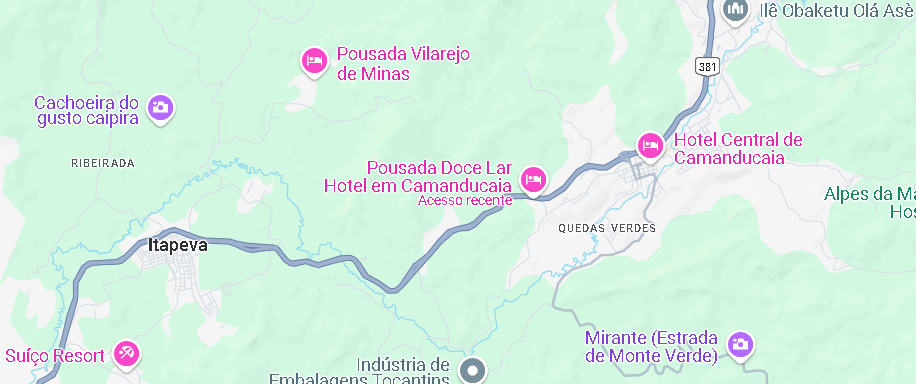 Ilê Obaketu Olá Asè
Pousada Vilarejo
de Minas
381
Cachoeira do
gusto caipira
RIBEIRADA
Hotel Central de
Camanducaia
Pousada Doce Lar
Hotel em Camanducaia
Acesso recente
Alpes da Ma
Hos
QUEDAS VERDES
Itapeva
Suíço Resort
Mirante (Estrada
de Monte Verde)
Indústria de
Embalagens Tocantins